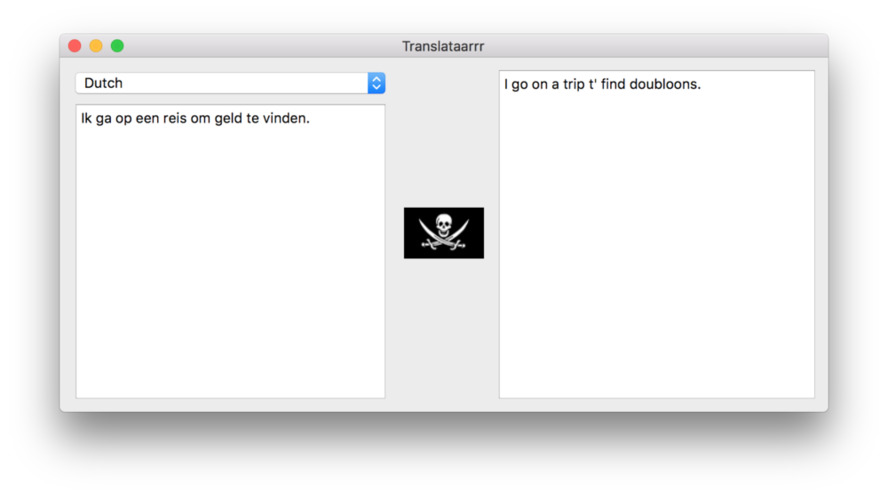 Translataarrr
Dutch
Ik ga op een reis om geld te vinden.
I go on a trip t' find doubloons.